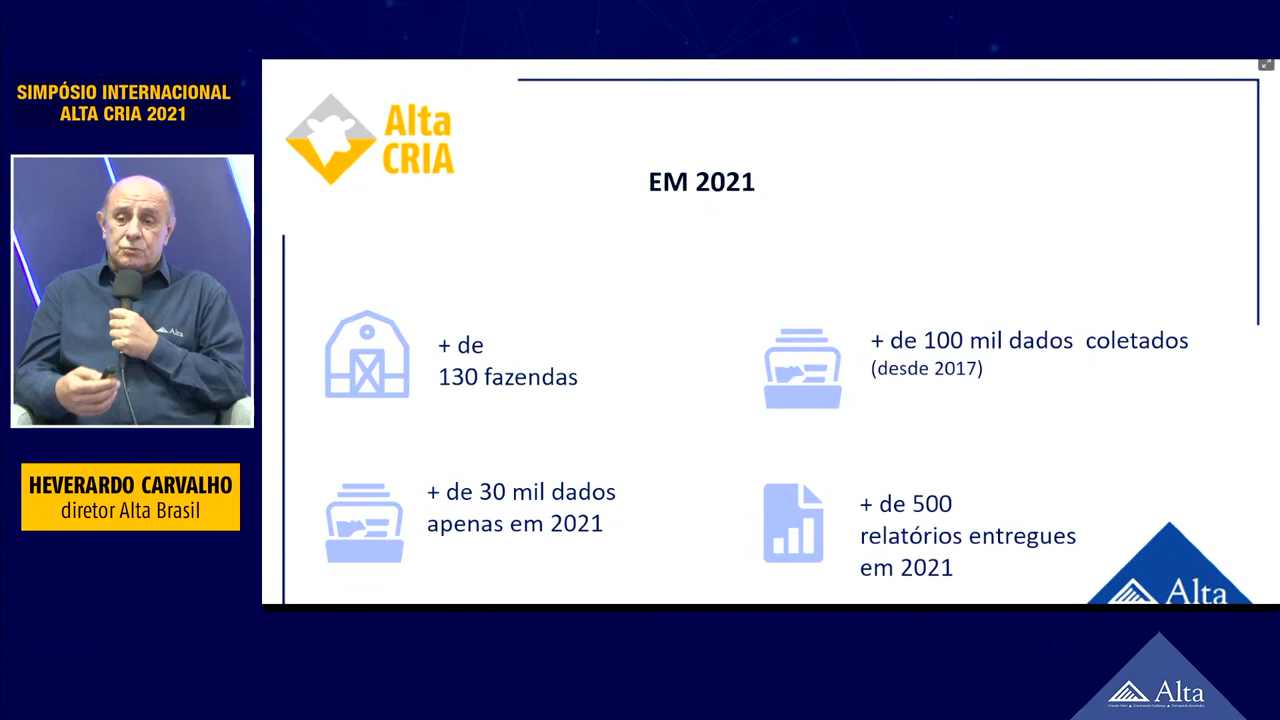 SIMPÓSIO INTERNACIONAL
ALTA CRIA 2021
Alta
HEVERARDO CARVALHO
diretor Alta Brasil
Alta
CRIA
EM 2021
+ de
130 fazendas
+ de 100 mil dados coletados
(desde 2017)
+ de 30 mil dados
apenas em 2021
+ de 500
relatórios entregues
em 2021
Alta
Alta